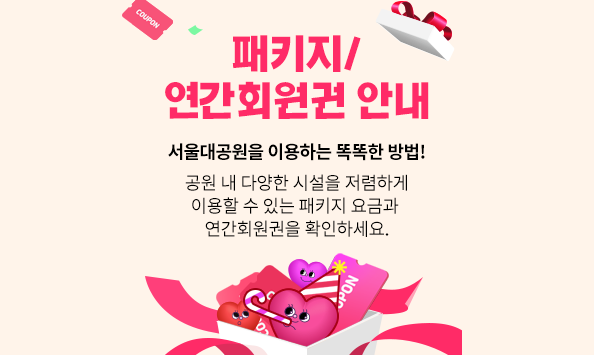 COUPON
패키지/
연간회원권 안내
서울대공원을 이용하는 똑똑한 방법!
공원 내 다양한 시설을 저렴하게
이용할 수 있는 패키지 요금과
연간회원권을 확인하세요.
COUPON